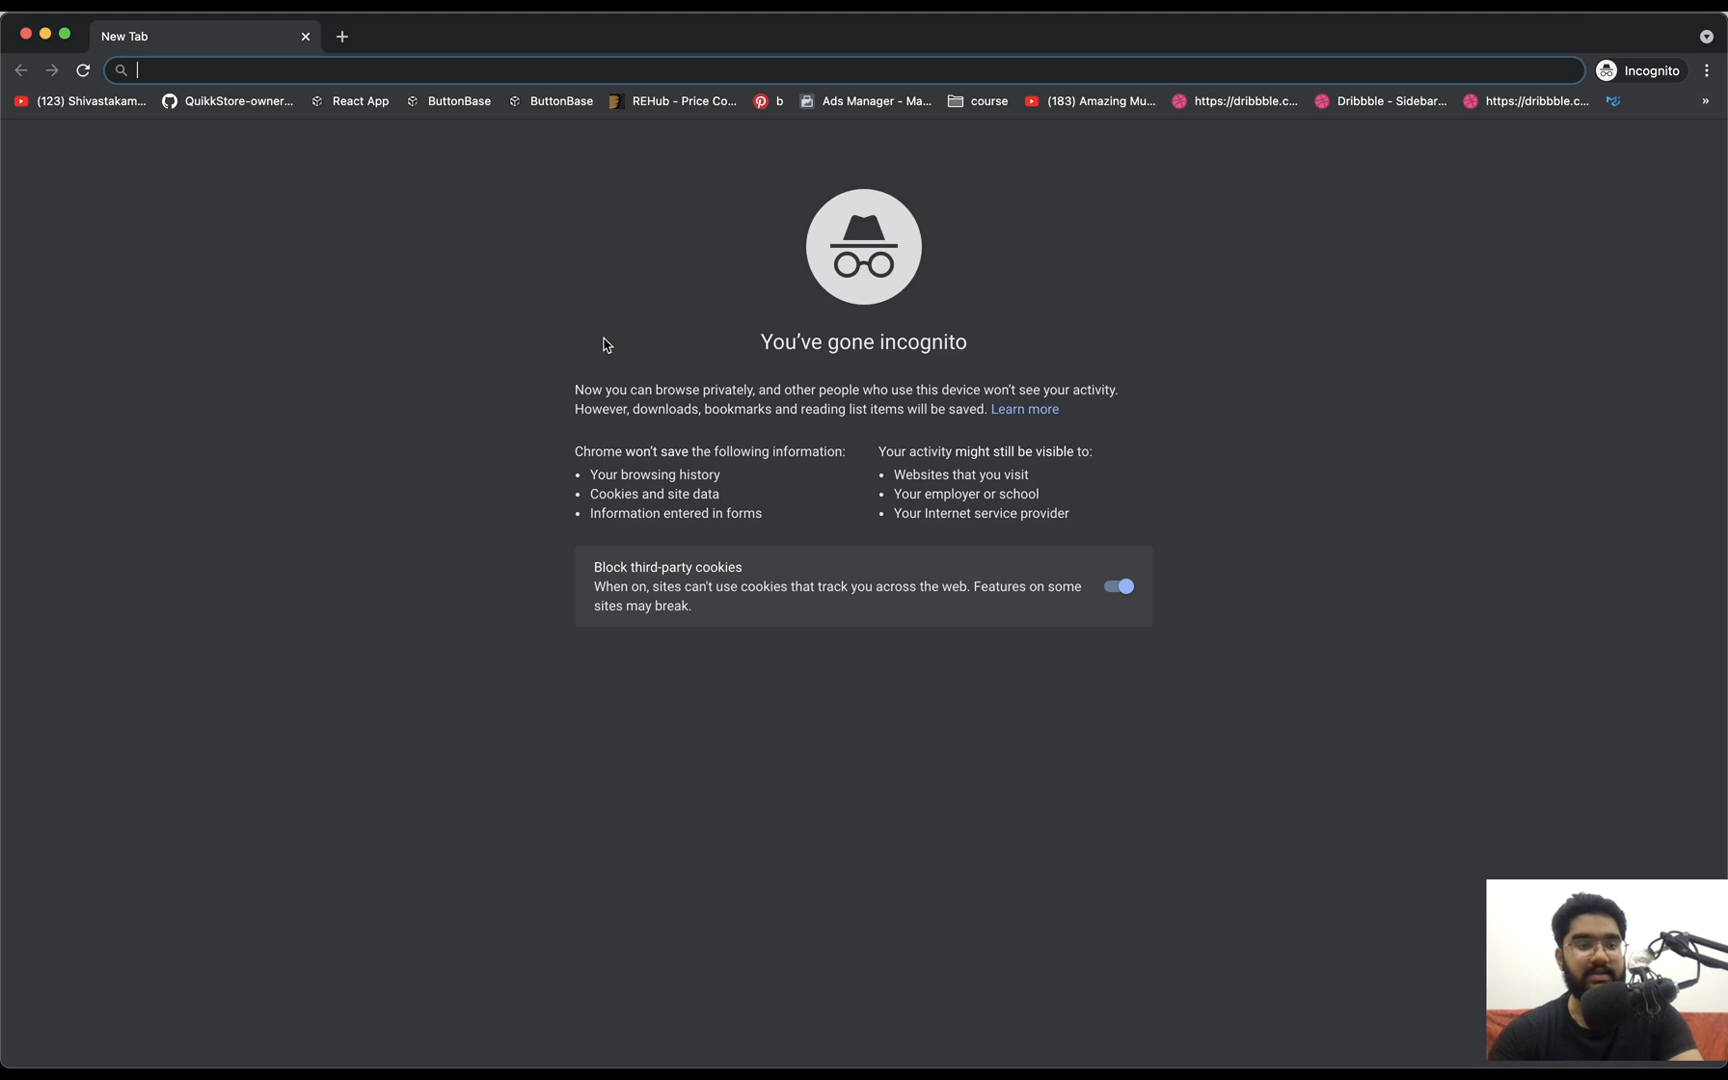 New Tab
Incognito
(123) Shivastakam...
QuikkStore-owner...
React App
ButtonBase
ButtonBase
REHub - Price Co...
b
Ads Manager - Ma...
course
(183) Amazing Mu...
https://dribbble.c...
Dribbble - Sidebar...
https://dribbble.c...
»
You've gone incognito
Now you can browse privately, and other people who use this device won't see your activity.
However, downloads, bookmarks and reading list items will be saved. Learn more
Chrome won't save the following information:
• Your browsing history
• Cookies and site data
• Information entered in forms
Your activity might still be visible to:
• Websites that you visit
• Your employer or school
• Your Internet service provider
Block third-party cookies
When on, sites can't use cookies that track you across the web. Features on some
sites may break.